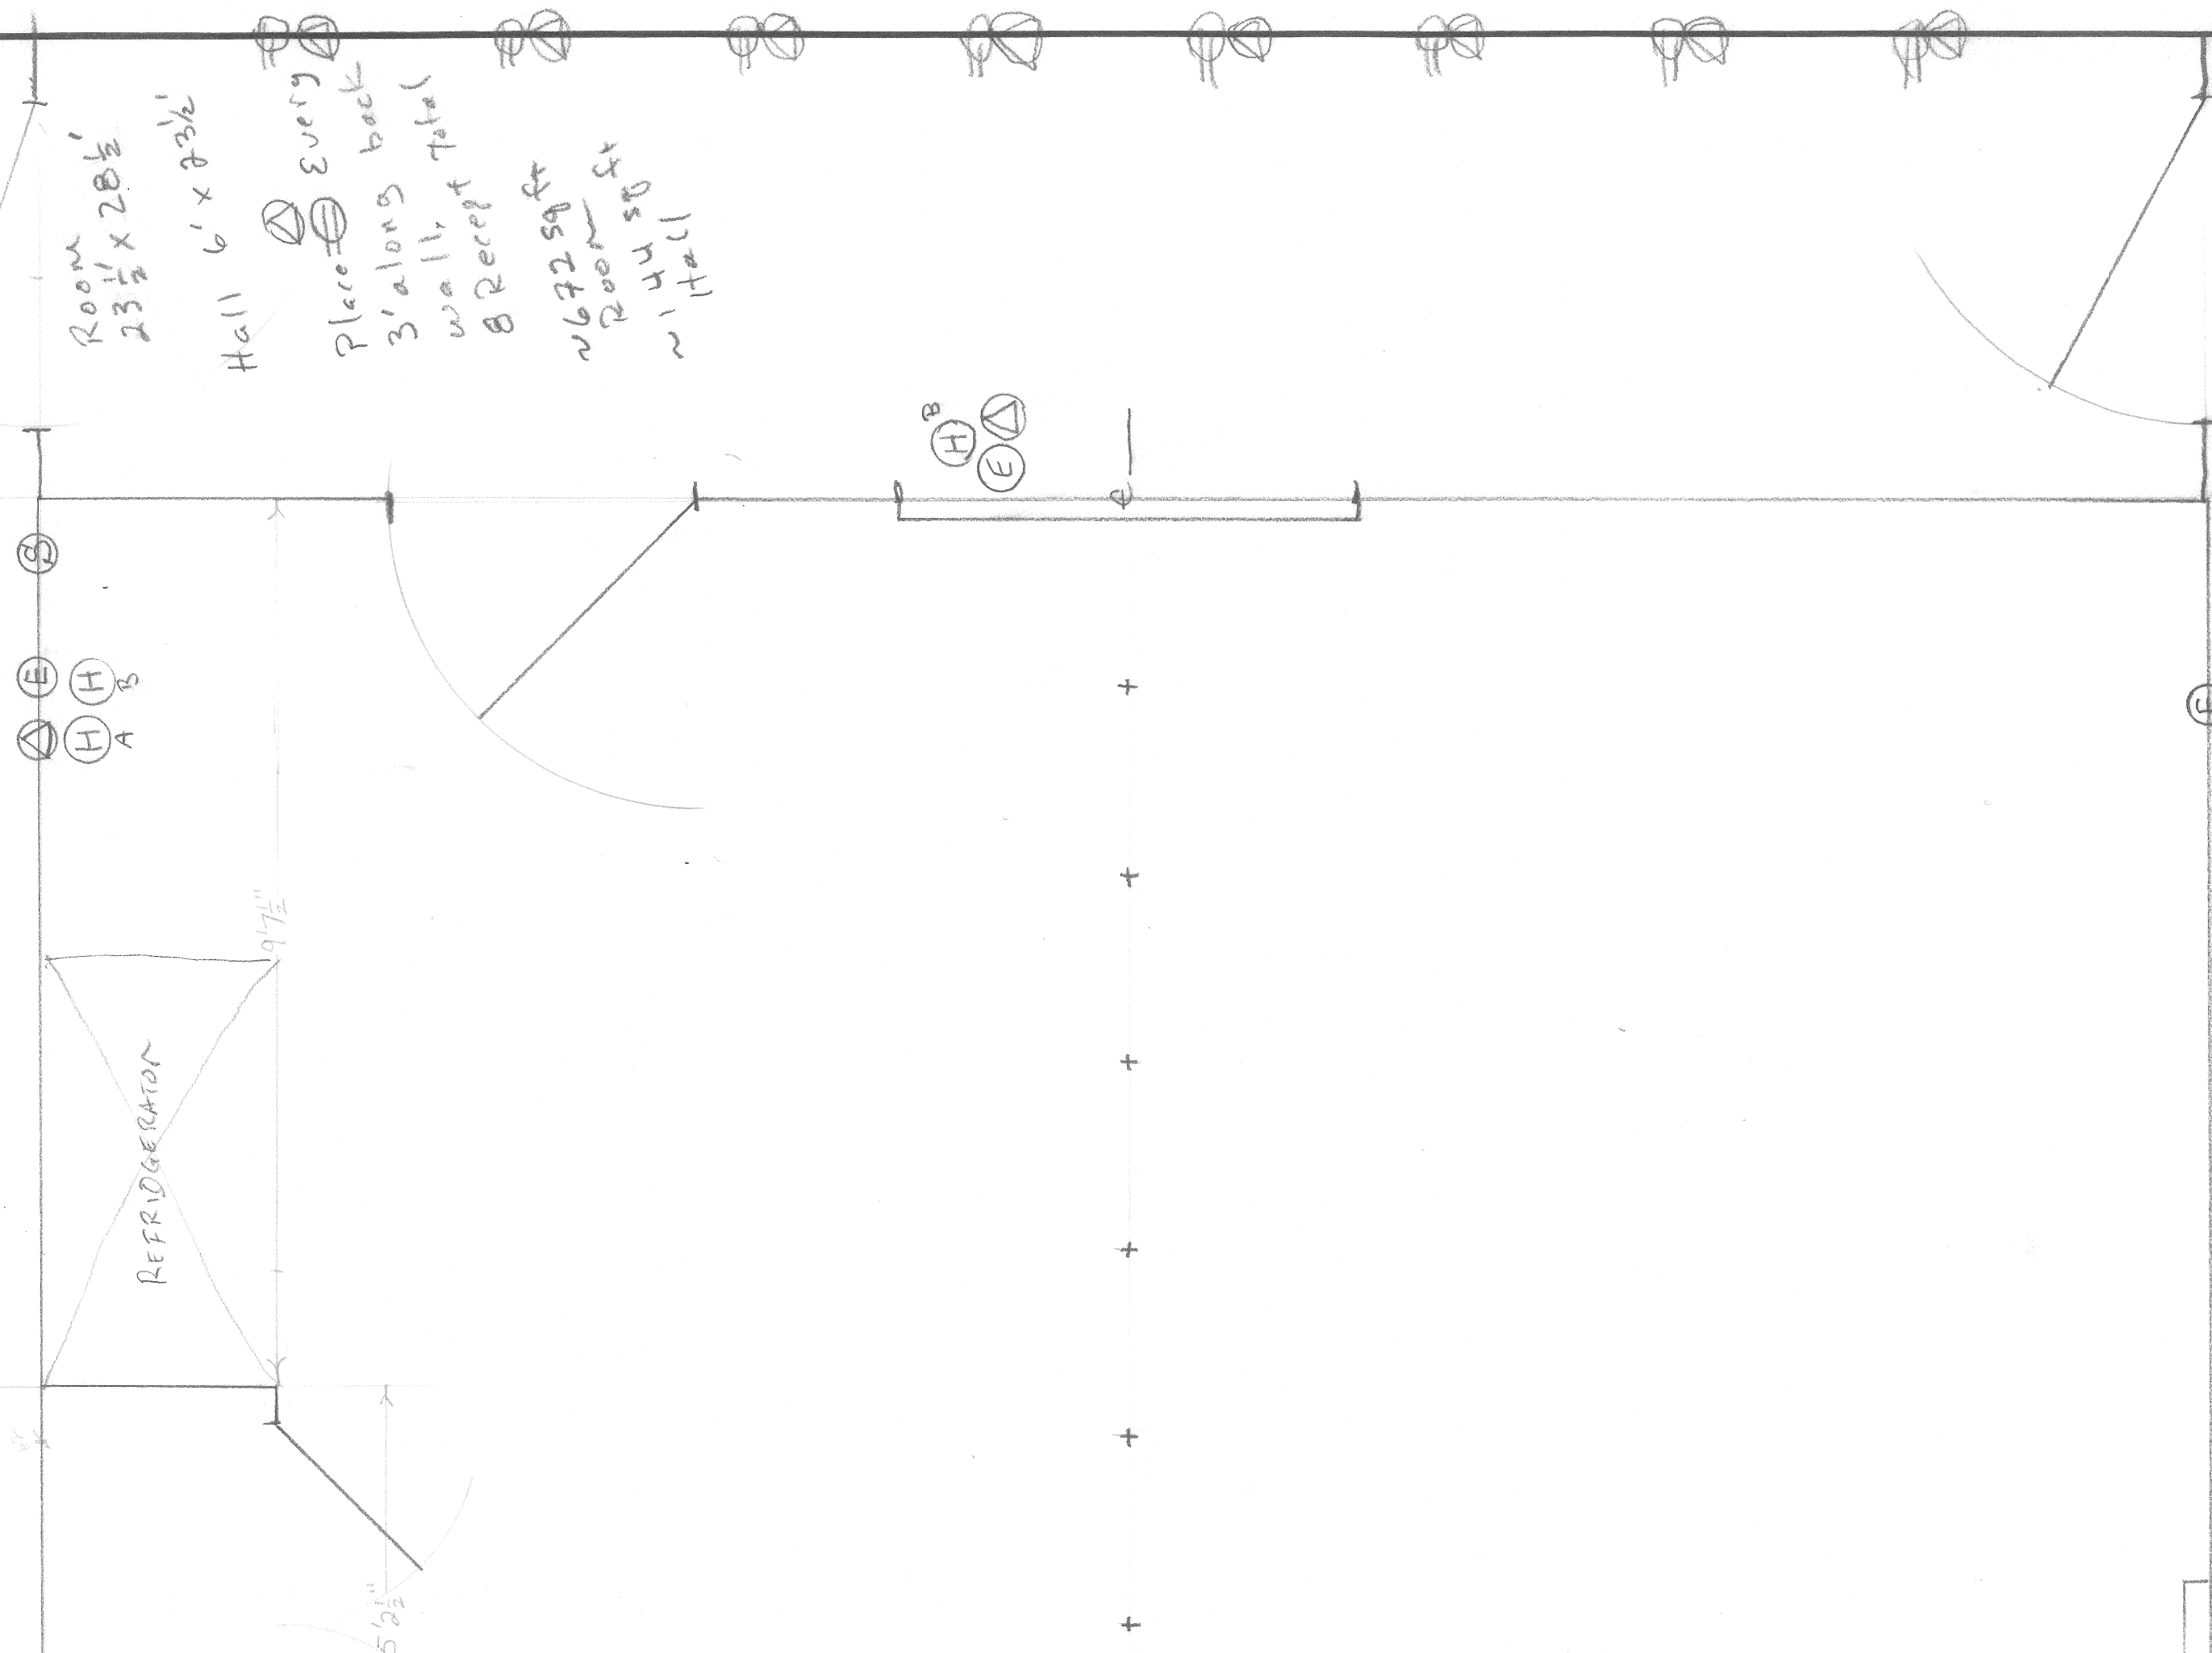 Room
23½' x 28½'
Hall 6' x 23½'
Place Every
3' along back
wall, Total
8 Recept
~672 sq ft
Room
~144 sq ft
Hall
B
H
E
S
E
H
B
H
A
9'7½"
REFRIDGERATOR
5'2½"